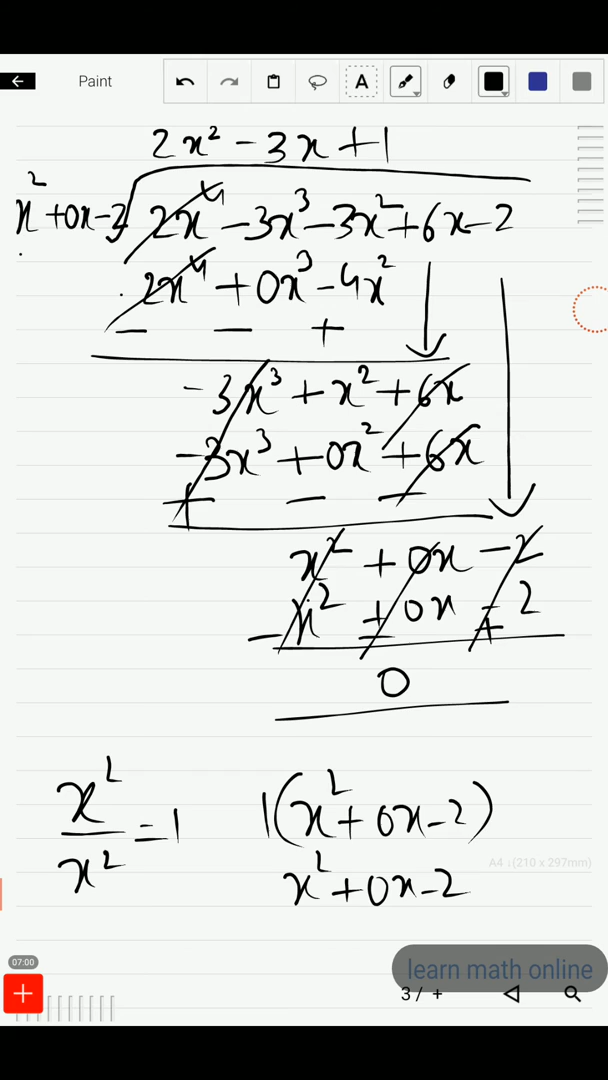 Paint
A
2x² - 3x + 1
x² + 0x - 2 2x⁴ - 3x³ - 3x² + 6x - 2
2x⁴ + 0x³ - 4x²
- - +
-3x³ + x² + 6x
-3x³ + 0x² + 6x
+ - -
x² + 0x - 2
x² + 0x - 2
- - +
0
x²/x² = 1 1(x² + 0x - 2)
x² + 0x - 2
A4 ↓(210 x 297mm)
07:00
learn math online
+ 3 / +